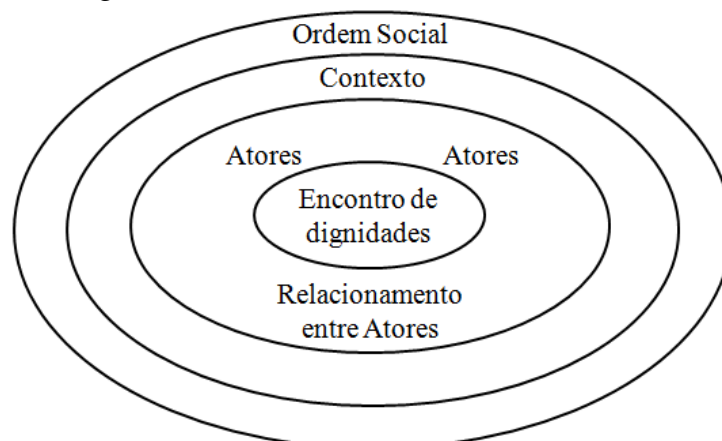 Ordem Social
Contexto
Atores Atores
Encontro de
dignidades
Relacionamento
entre Atores